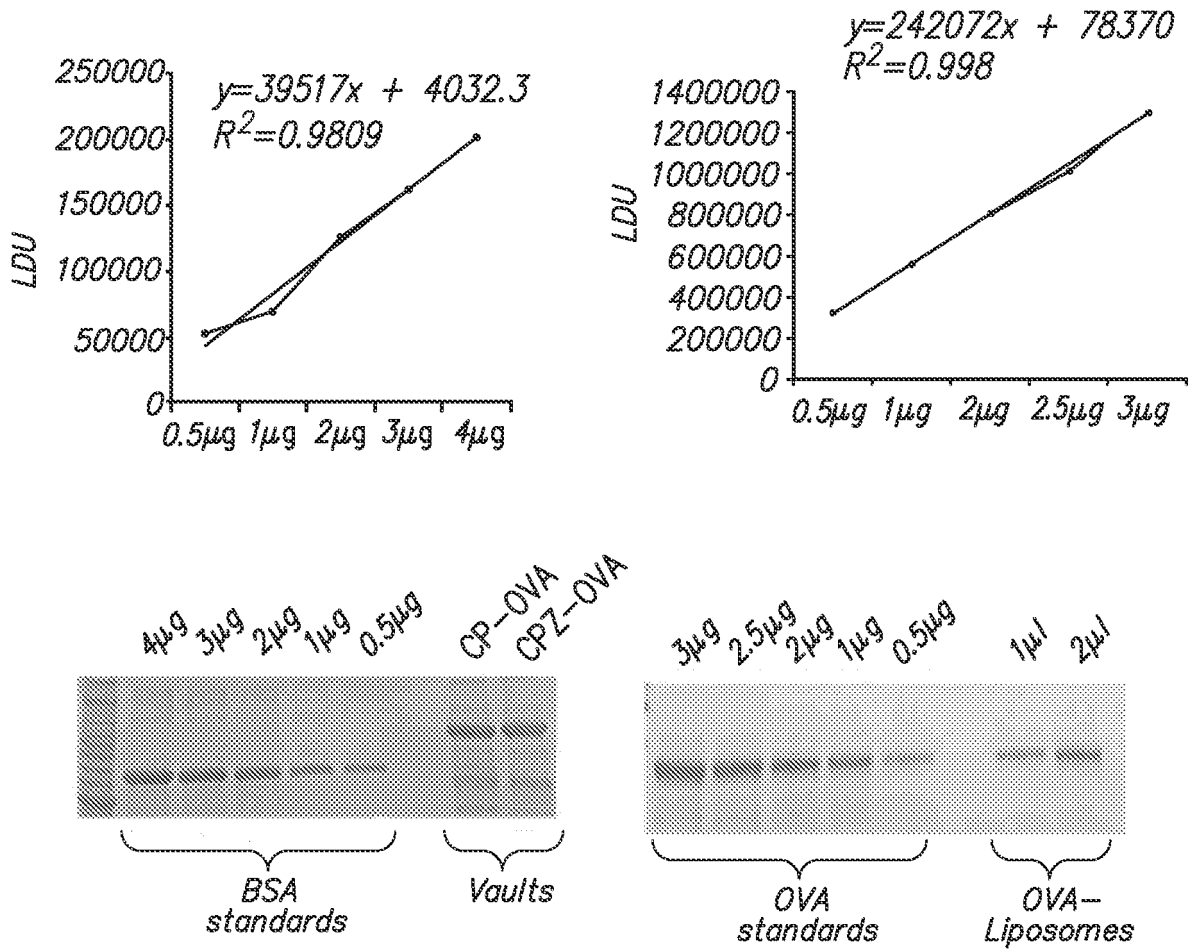 y=39517x + 4032.3
R²=0.9809
250000
200000
150000
100000
50000
0
LDU
0.5µg 1µg 2µg 3µg 4µg
y=242072x + 78370
R²=0.998
1400000
1200000
1000000
800000
600000
400000
200000
0
LDU
0.5µg 1µg 2µg 2.5µg 3µg
4µg 3µg 2µg 1µg 0.5µg CP-OVA CPZ-OVA
BSA
standards
Vaults
3µg 2.5µg 2µg 1µg 0.5µg 1µl 2µl
OVA
standards
OVA-
Liposomes